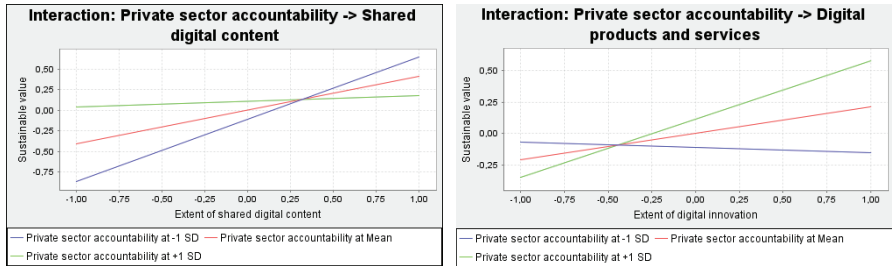 Interaction: Private sector accountability -> Shared
digital content
Sustainable value
0,50
0,25
0,00
-0,25
-0,50
-0,75
-1,00 -0,75 -0,50 -0,25 0,00 0,25 0,50 0,75 1,00
Extent of shared digital content
Private sector accountability at -1 SD Private sector accountability at Mean
Private sector accountability at +1 SD
Interaction: Private sector accountability -> Digital
products and services
Sustainable value
0,50
0,25
0,00
-0,25
-1,00 -0,75 -0,50 -0,25 0,00 0,25 0,50 0,75 1,00
Extent of digital innovation
Private sector accountability at -1 SD Private sector accountability at Mean
Private sector accountability at +1 SD